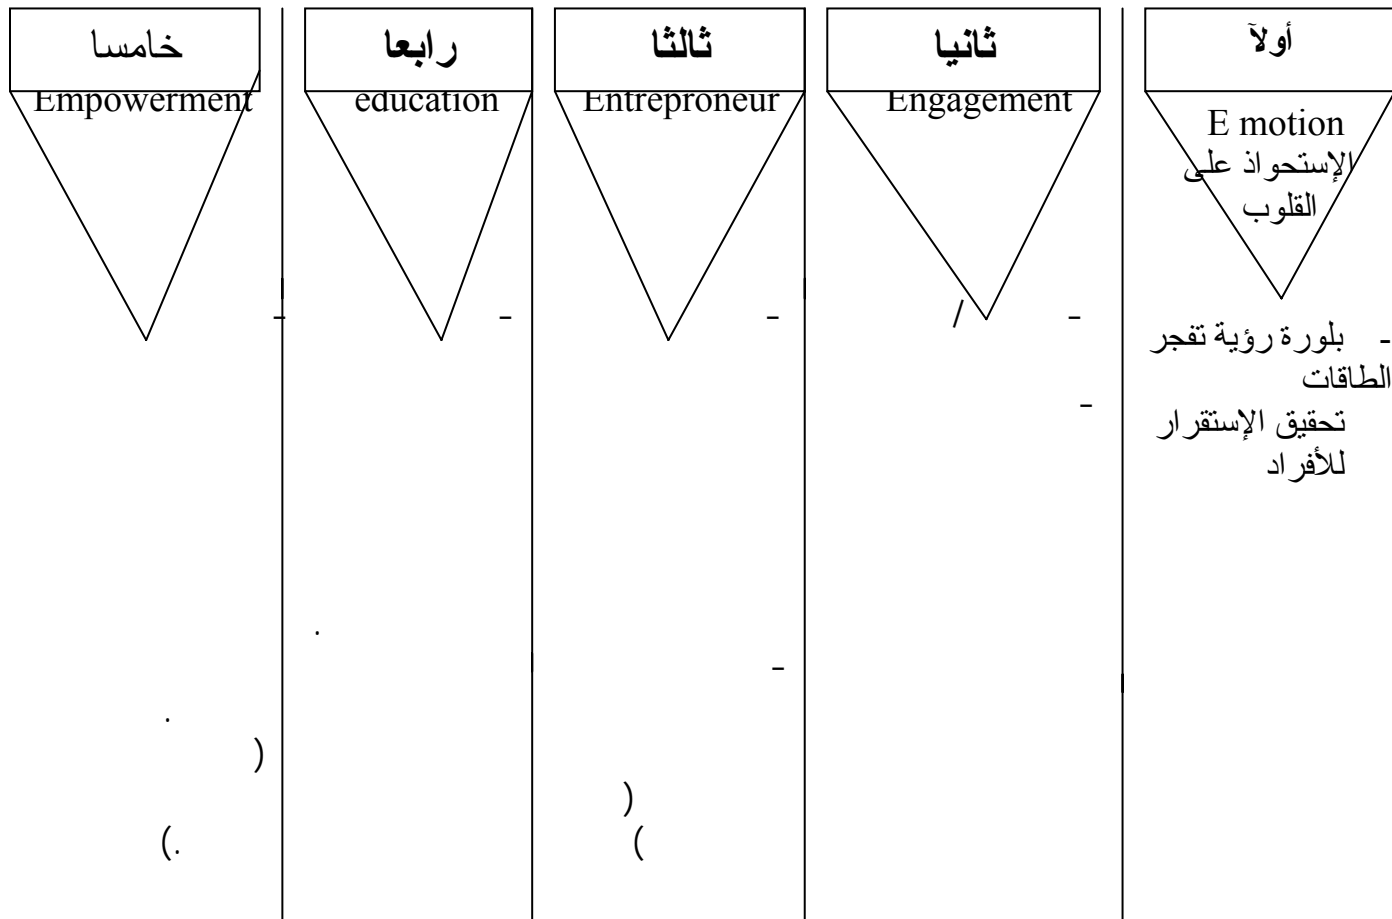 أولآ
E motion
الإستحواذ على
القلوب
- بلورة رؤية تفجر
الطاقات
تحقيق الإستقرار
للأفراد
ثانيا
Engagement
- /
-
ثالثا
Entreproneur
-
-
)
(
رابعا
education
-
.
خامسا
Empowerment
-
.
)
(.